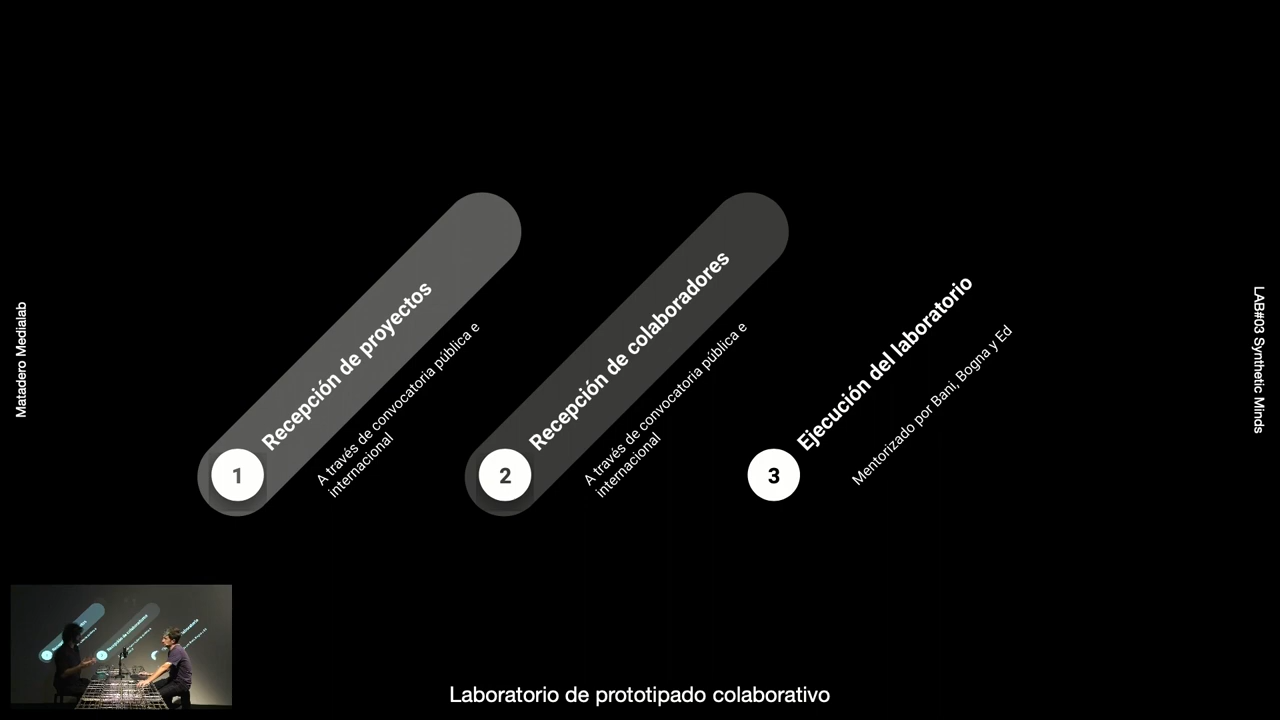 Matadero Medialab
1
Recepción de proyectos
A través de convocatoria pública e
internacional
2
Recepción de colaboradores
A través de convocatoria pública e
internacional
3
Ejecución del laboratorio
Mentorizado por Bani, Bogna y Ed
LAB#03 Synthetic Minds
Laboratorio de prototipado colaborativo